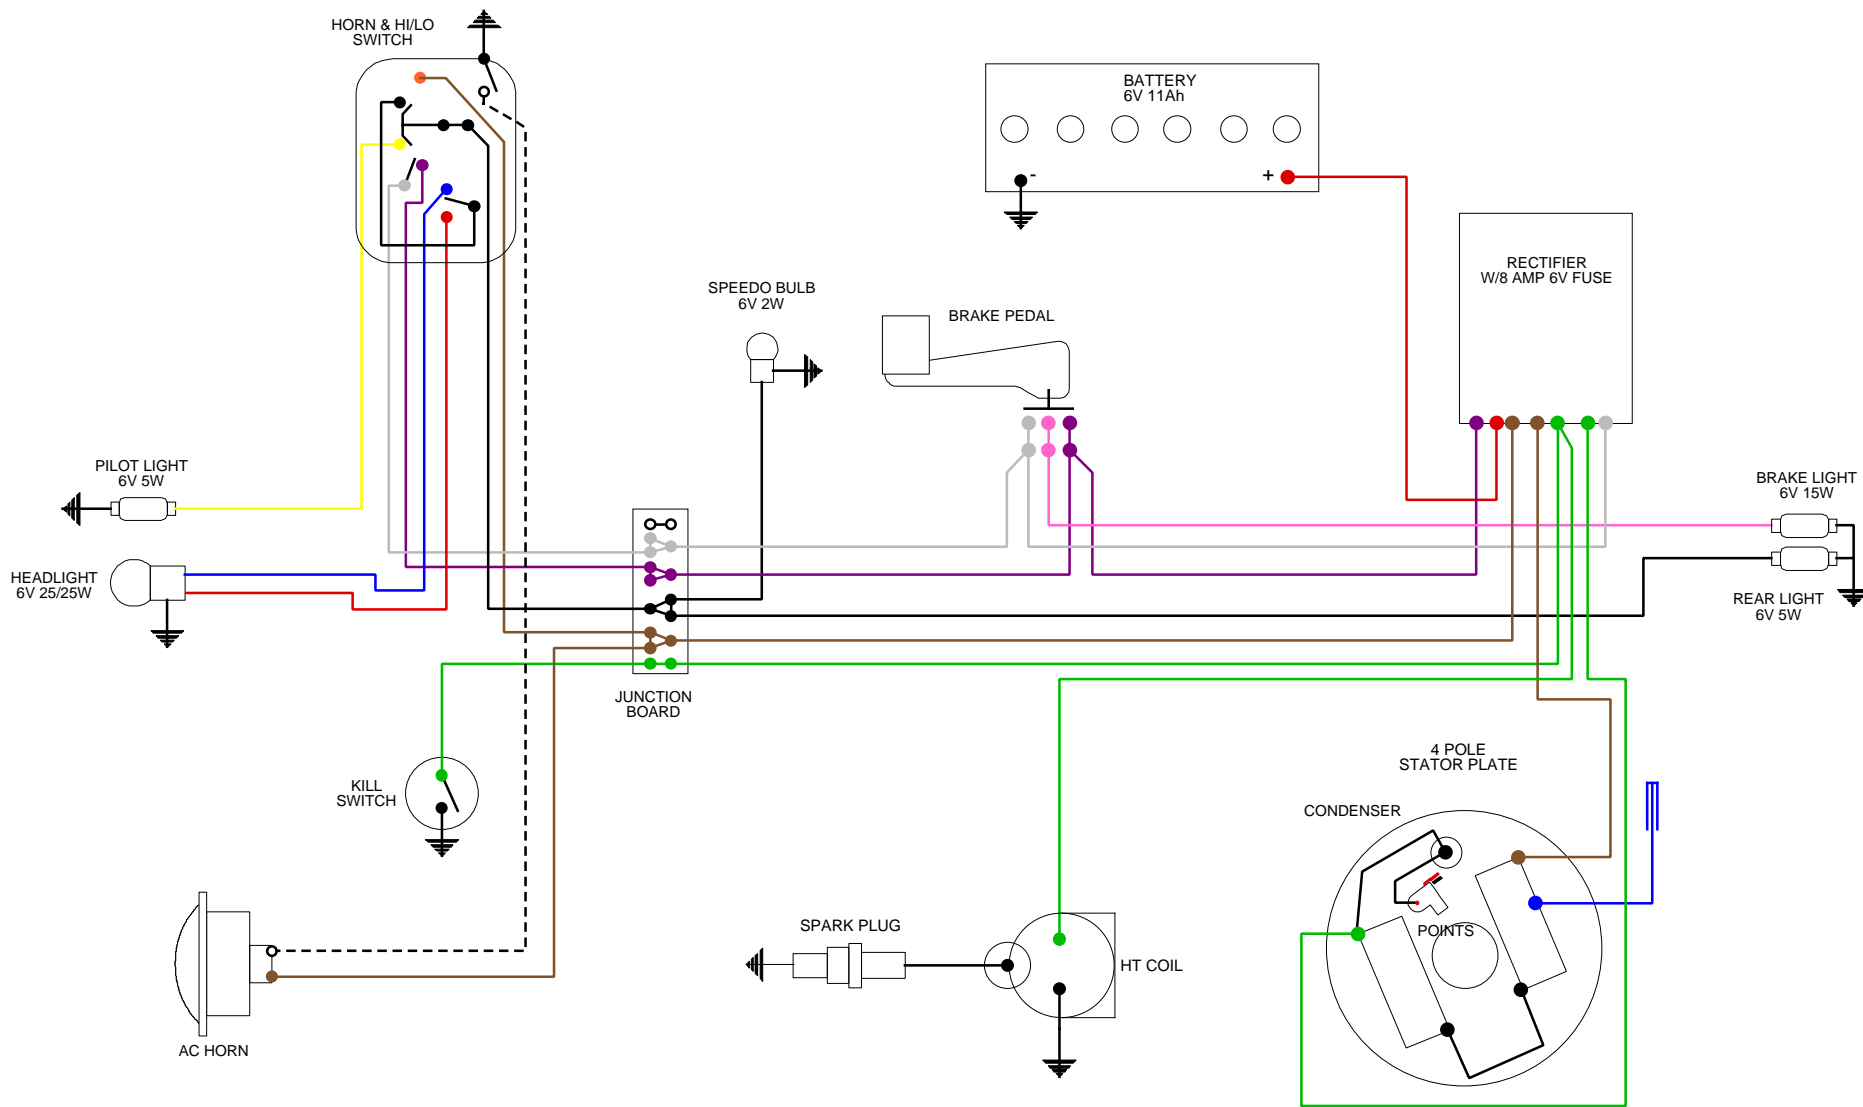 HORN & HI/LO
SWITCH
BATTERY
6V 11Ah
-
+
RECTIFIER
W/8 AMP 6V FUSE
SPEEDO BULB
6V 2W
BRAKE PEDAL
PILOT LIGHT
6V 5W
BRAKE LIGHT
6V 15W
HEADLIGHT
6V 25/25W
REAR LIGHT
6V 5W
JUNCTION
BOARD
KILL
SWITCH
4 POLE
STATOR PLATE
CONDENSER
POINTS
SPARK PLUG
HT COIL
AC HORN